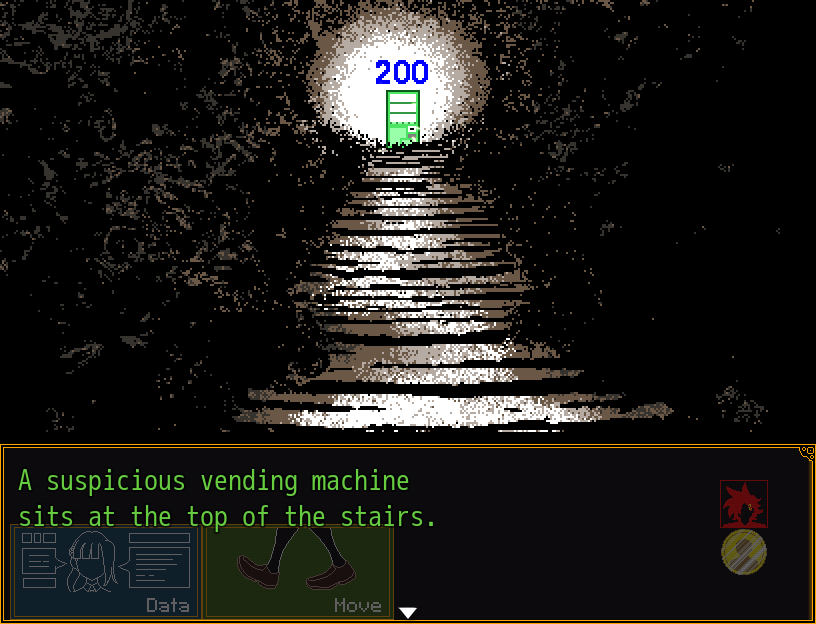 200
A suspicious vending machine
sits at the top of the stairs.
Data
Move